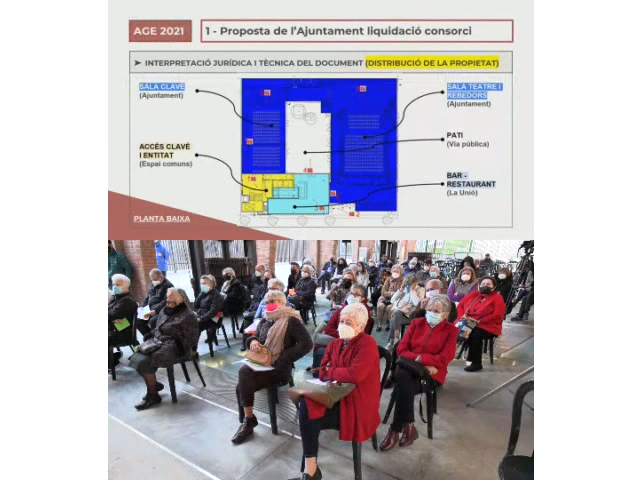 AGE 2021
1 - Proposta de l'Ajuntament liquidació consorci
➤ INTERPRETACIÓ JURÍDICA I TÈCNICA DEL DOCUMENT (DISTRIBUCIÓ DE LA PROPIETAT)
SALA CLAVÉ
(Ajuntament)
ACCÉS CLAVÉ
I ENTITAT
(Espai comuns)
SALA TEATRE I
REBEDORS
(Ajuntament)
PATI
(Via pública)
BAR -
RESTAURANT
(La Unió)
PLANTA BAIXA